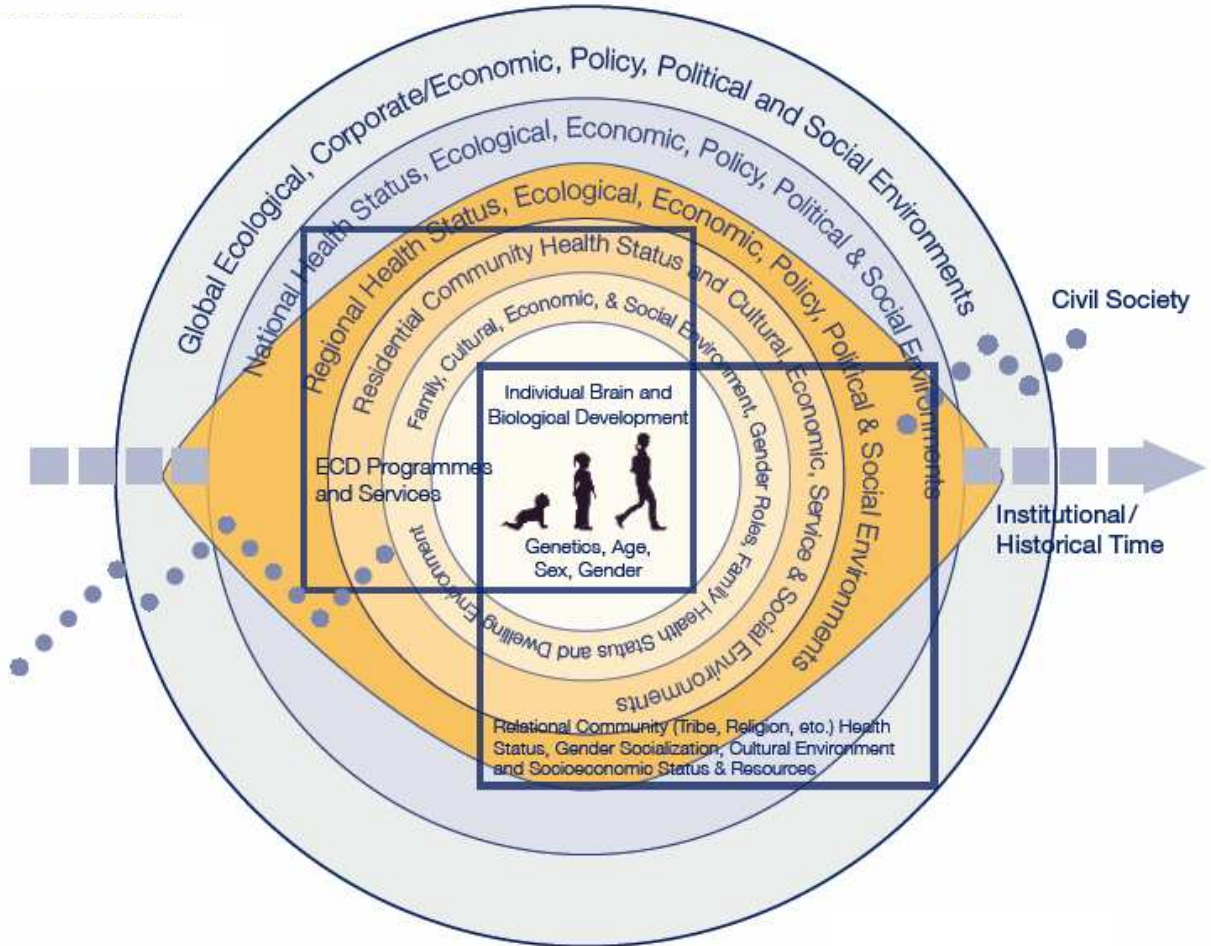 Global Ecological, Corporate/Economic, Policy, Political and Social Environments
National Health Status, Ecological, Economic, Policy, Political & Social Environments
Regional Health Status, Ecological, Economic, Policy, Political & Social Environments
Residential Community Health Status and Cultural, Economic, Service & Social Environments
Family, Cultural, Economic, & Social Environment, Gender Roles, Family Health Status and Dwelling Environment
Civil Society
Individual Brain and
Biological Development
ECD Programmes
and Services
Genetics, Age,
Sex, Gender
Institutional/
Historical Time
Relational Community (Tribe, Religion, etc.) Health
Status, Gender Socialization, Cultural Environment
and Socioeconomic Status & Resources